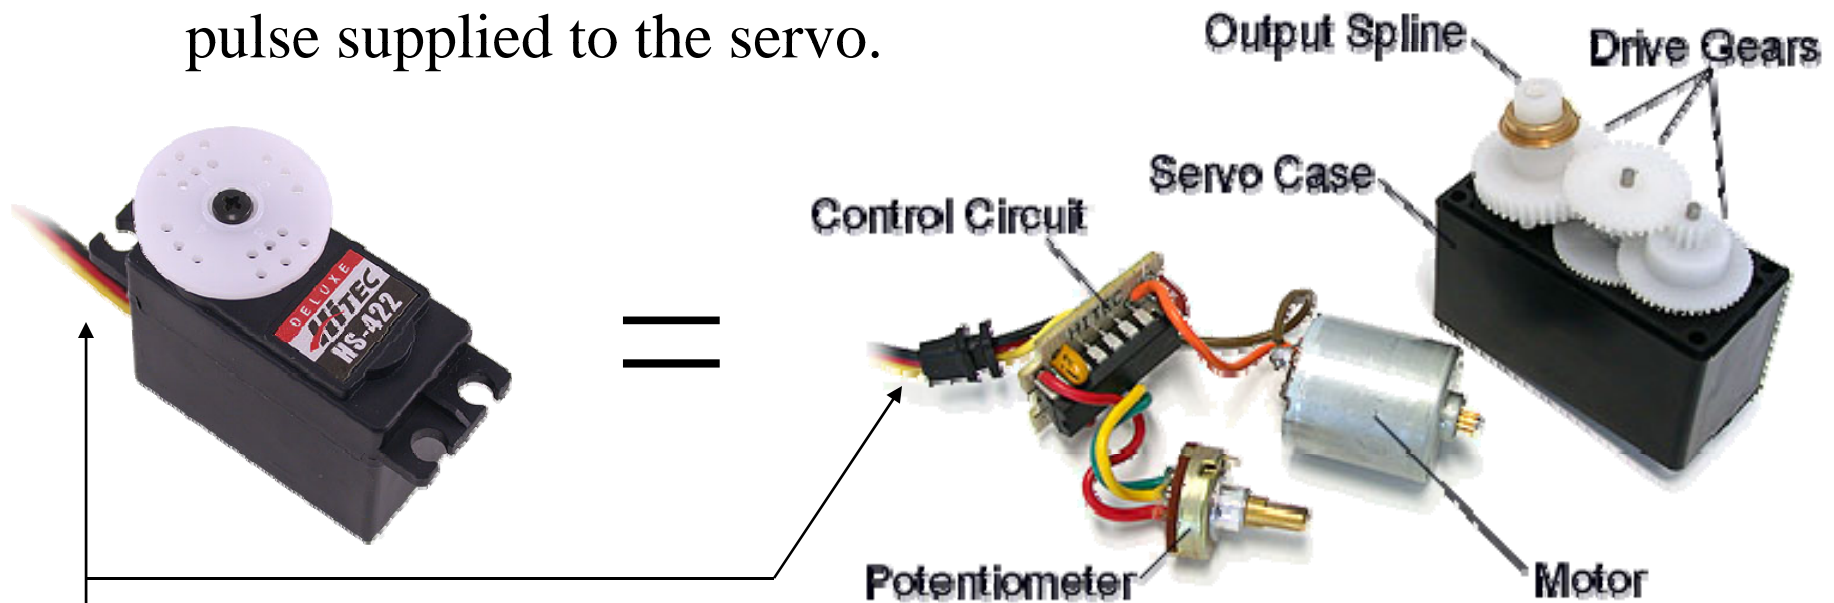 pulse supplied to the servo.
Output Spline
Drive Gears
Servo Case
Control Circuit
DELUXE
HiTEC
HS-422
=
Potentiometer
Motor